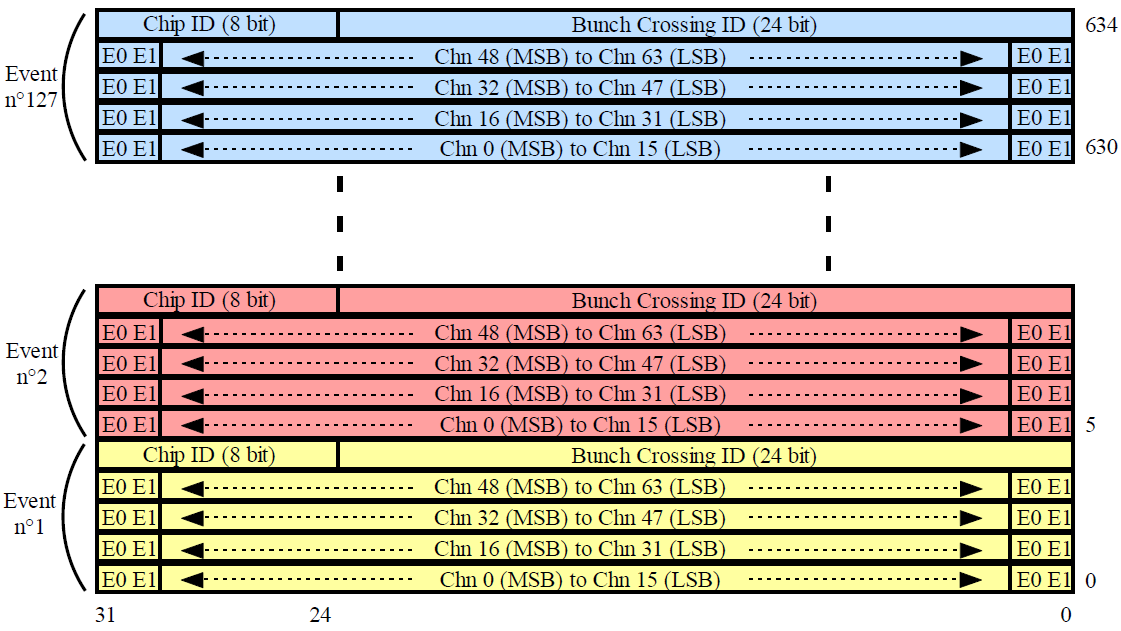 Chip ID (8 bit) Bunch Crossing ID (24 bit) 634
E0 E1 Chn 48 (MSB) to Chn 63 (LSB) E0 E1
Event
n°127
E0 E1 Chn 32 (MSB) to Chn 47 (LSB) E0 E1
E0 E1 Chn 16 (MSB) to Chn 31 (LSB) E0 E1
E0 E1 Chn 0 (MSB) to Chn 15 (LSB) E0 E1 630
Chip ID (8 bit) Bunch Crossing ID (24 bit)
E0 E1 Chn 48 (MSB) to Chn 63 (LSB) E0 E1
Event
n°2
E0 E1 Chn 32 (MSB) to Chn 47 (LSB) E0 E1
E0 E1 Chn 16 (MSB) to Chn 31 (LSB) E0 E1
E0 E1 Chn 0 (MSB) to Chn 15 (LSB) E0 E1 5
Chip ID (8 bit) Bunch Crossing ID (24 bit)
E0 E1 Chn 48 (MSB) to Chn 63 (LSB) E0 E1
Event
n°1
E0 E1 Chn 32 (MSB) to Chn 47 (LSB) E0 E1
E0 E1 Chn 16 (MSB) to Chn 31 (LSB) E0 E1
E0 E1 Chn 0 (MSB) to Chn 15 (LSB) E0 E1 0
31 24 0